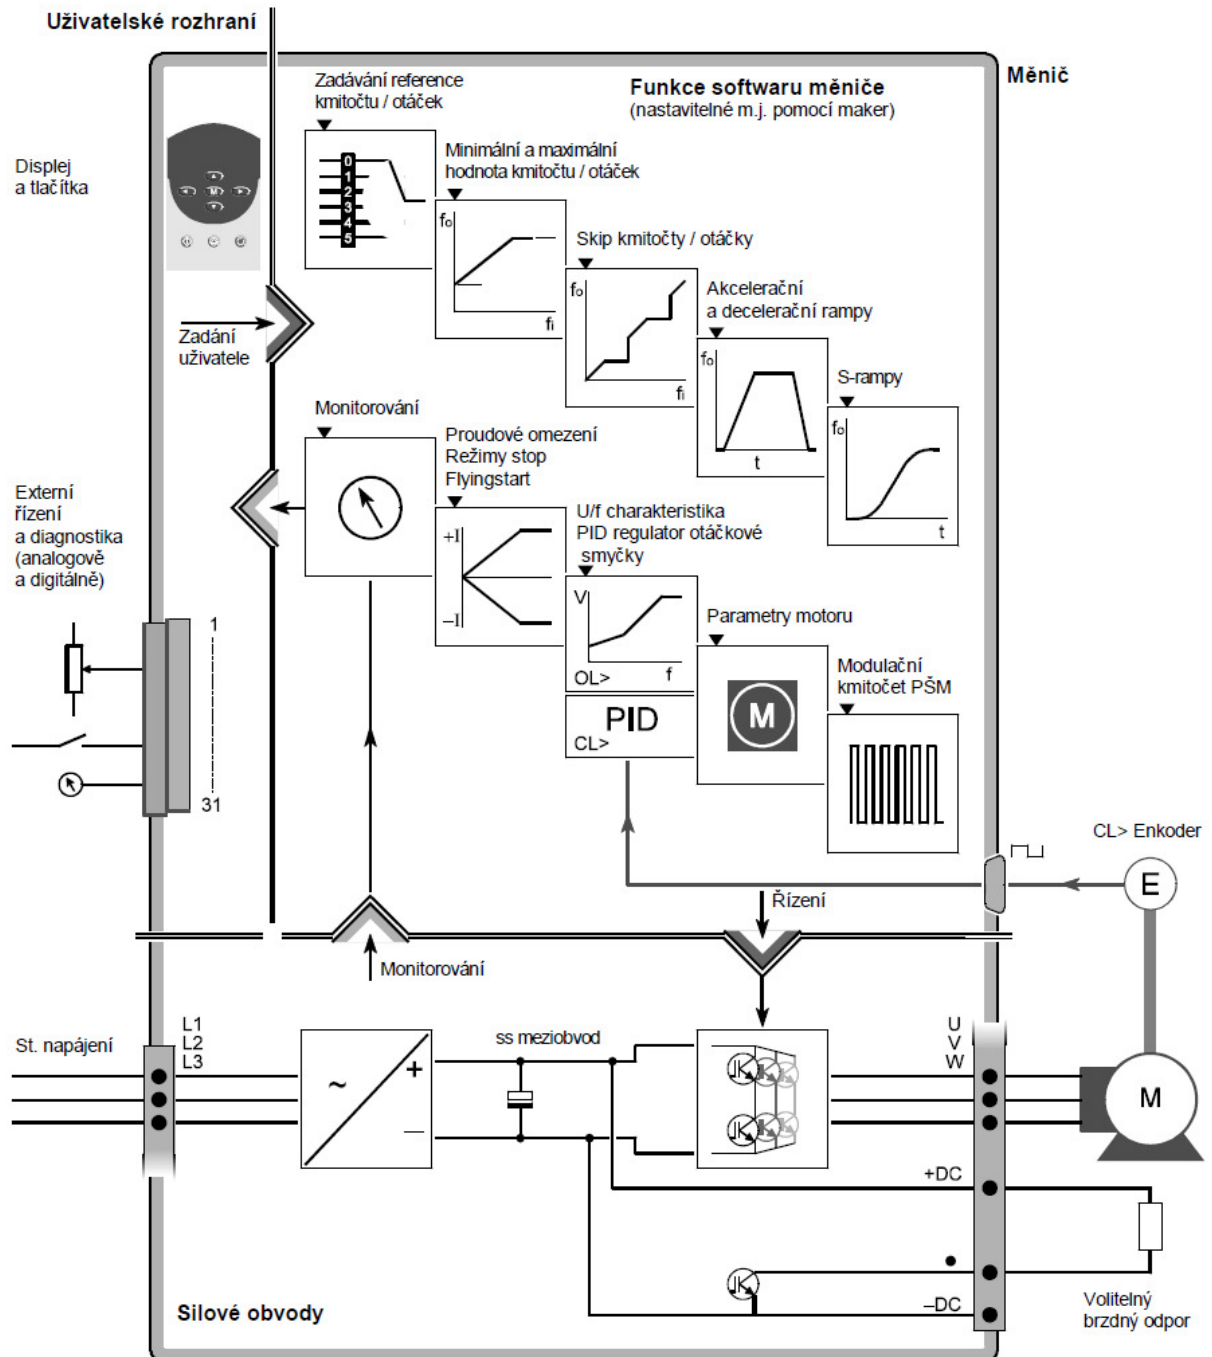 Uživatelské rozhraní
Měnič
Zadávání reference
kmitočtu / otáček
Funkce softwaru měniče
(nastavitelné m.j. pomocí maker)
Displej
a tlačítka
M
0
1
2
3
4
5
Minimální a maximální
hodnota kmitočtu / otáček
fo
fi
Skip kmitočty / otáčky
fo
fi
Akcelerační
a decelerační rampy
fo
t
S-rampy
fo
t
Zadání
uživatele
Monitorování
Proudové omezení
Režimy stop
Flyingstart
+I
–I
U/f charakteristika
PID regulator otáčkové
smyčky
V
f
OL>
PID
CL>
Parametry motoru
M
Modulační
kmitočet PŠM
Externí
řízení
a diagnostika
(analogově
a digitálně)
1
31
CL> Enkoder
E
Řízení
Monitorování
St. napájení
L1
L2
L3
~
+
–
ss meziobvod
U
V
W
M
+DC
–DC
Volitelný
brzdný odpor
Silové obvody